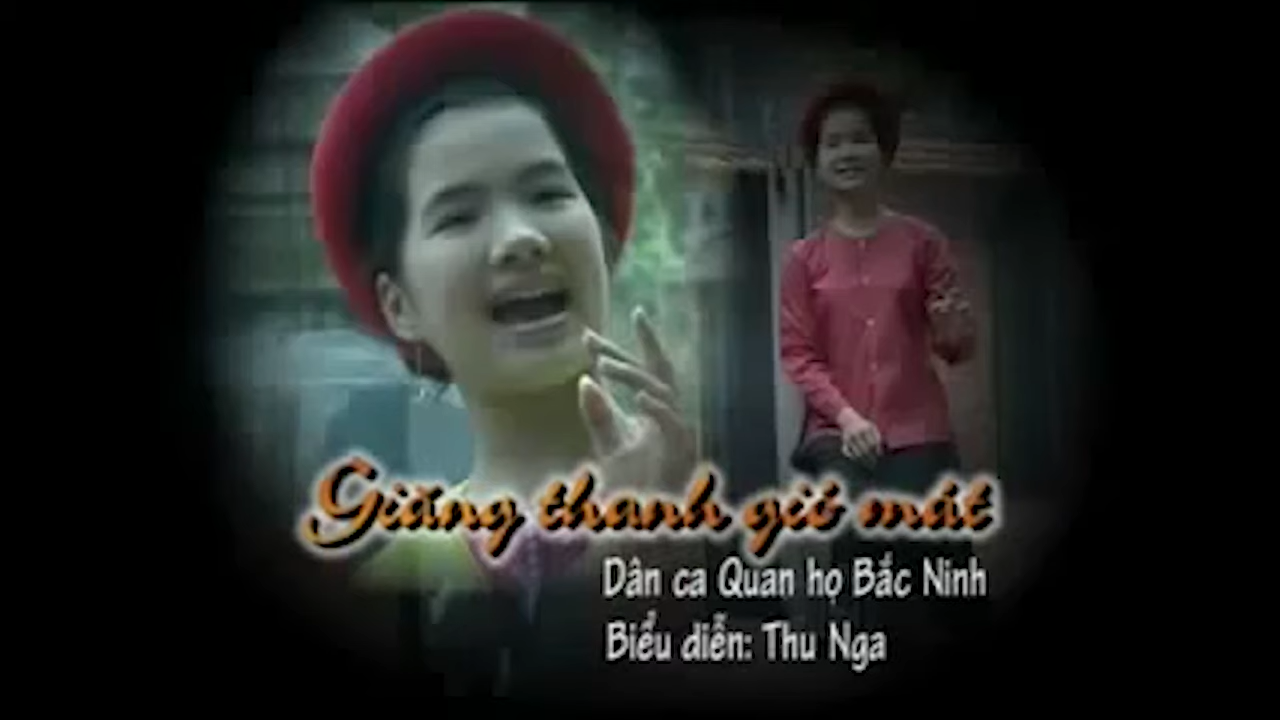 Giăng thanh gió mát
Dân ca Quan họ Bắc Ninh
Biểu diễn: Thu Nga